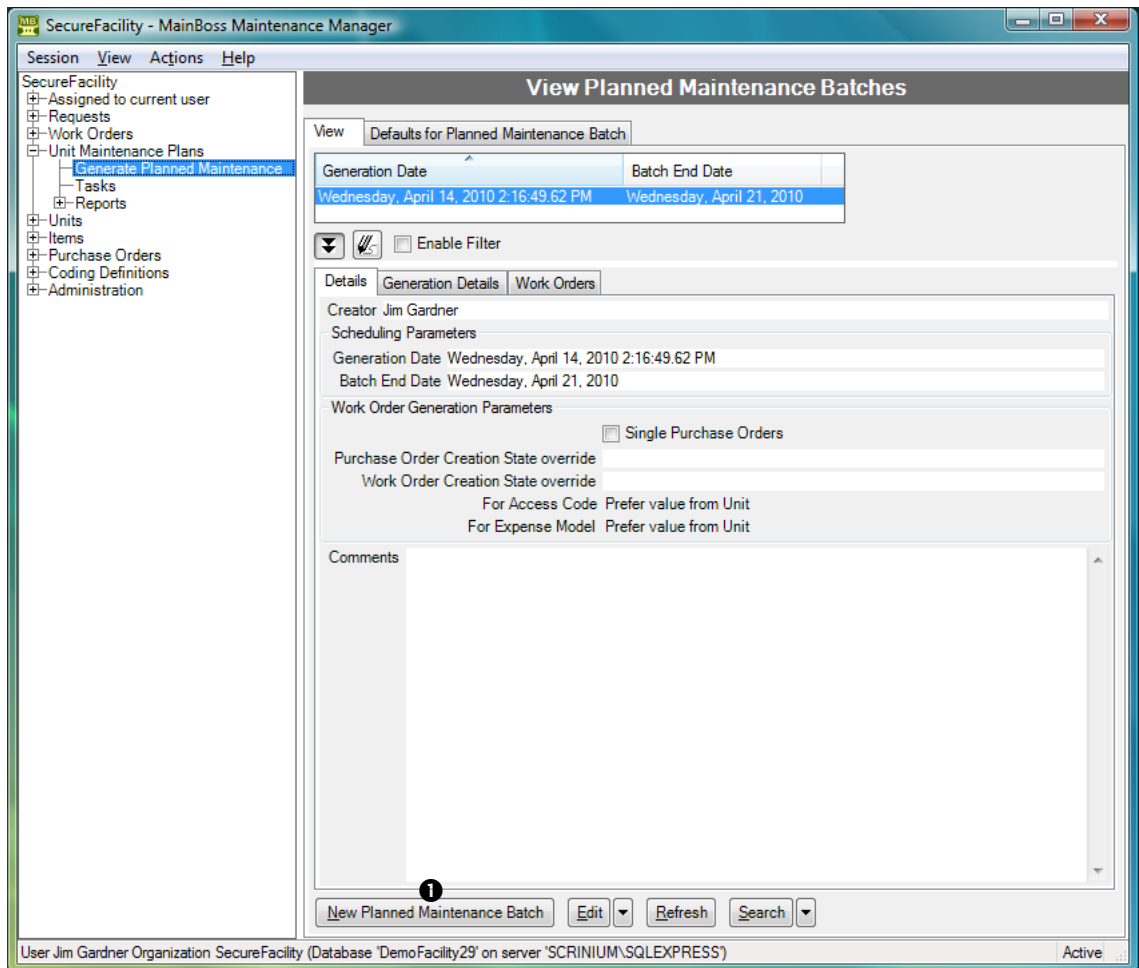 SecureFacility - MainBoss Maintenance Manager
Session View Actions Help
SecureFacility
Assigned to current user
Requests
Work Orders
Unit Maintenance Plans
Generate Planned Maintenance
Tasks
Reports
Units
Items
Purchase Orders
Coding Definitions
Administration
View Planned Maintenance Batches
View Defaults for Planned Maintenance Batch
Generation Date Batch End Date
Wednesday, April 14, 2010 2:16:49.62 PM Wednesday, April 21, 2010
Enable Filter
Details Generation Details Work Orders
Creator Jim Gardner
Scheduling Parameters
Generation Date Wednesday, April 14, 2010 2:16:49.62 PM
Batch End Date Wednesday, April 21, 2010
Work Order Generation Parameters
Single Purchase Orders
Purchase Order Creation State override
Work Order Creation State override
For Access Code Prefer value from Unit
For Expense Model Prefer value from Unit
Comments
❶
New Planned Maintenance Batch Edit Refresh Search
User Jim Gardner Organization SecureFacility (Database 'DemoFacility29' on server 'SCRINIUM\SQLEXPRESS') Active